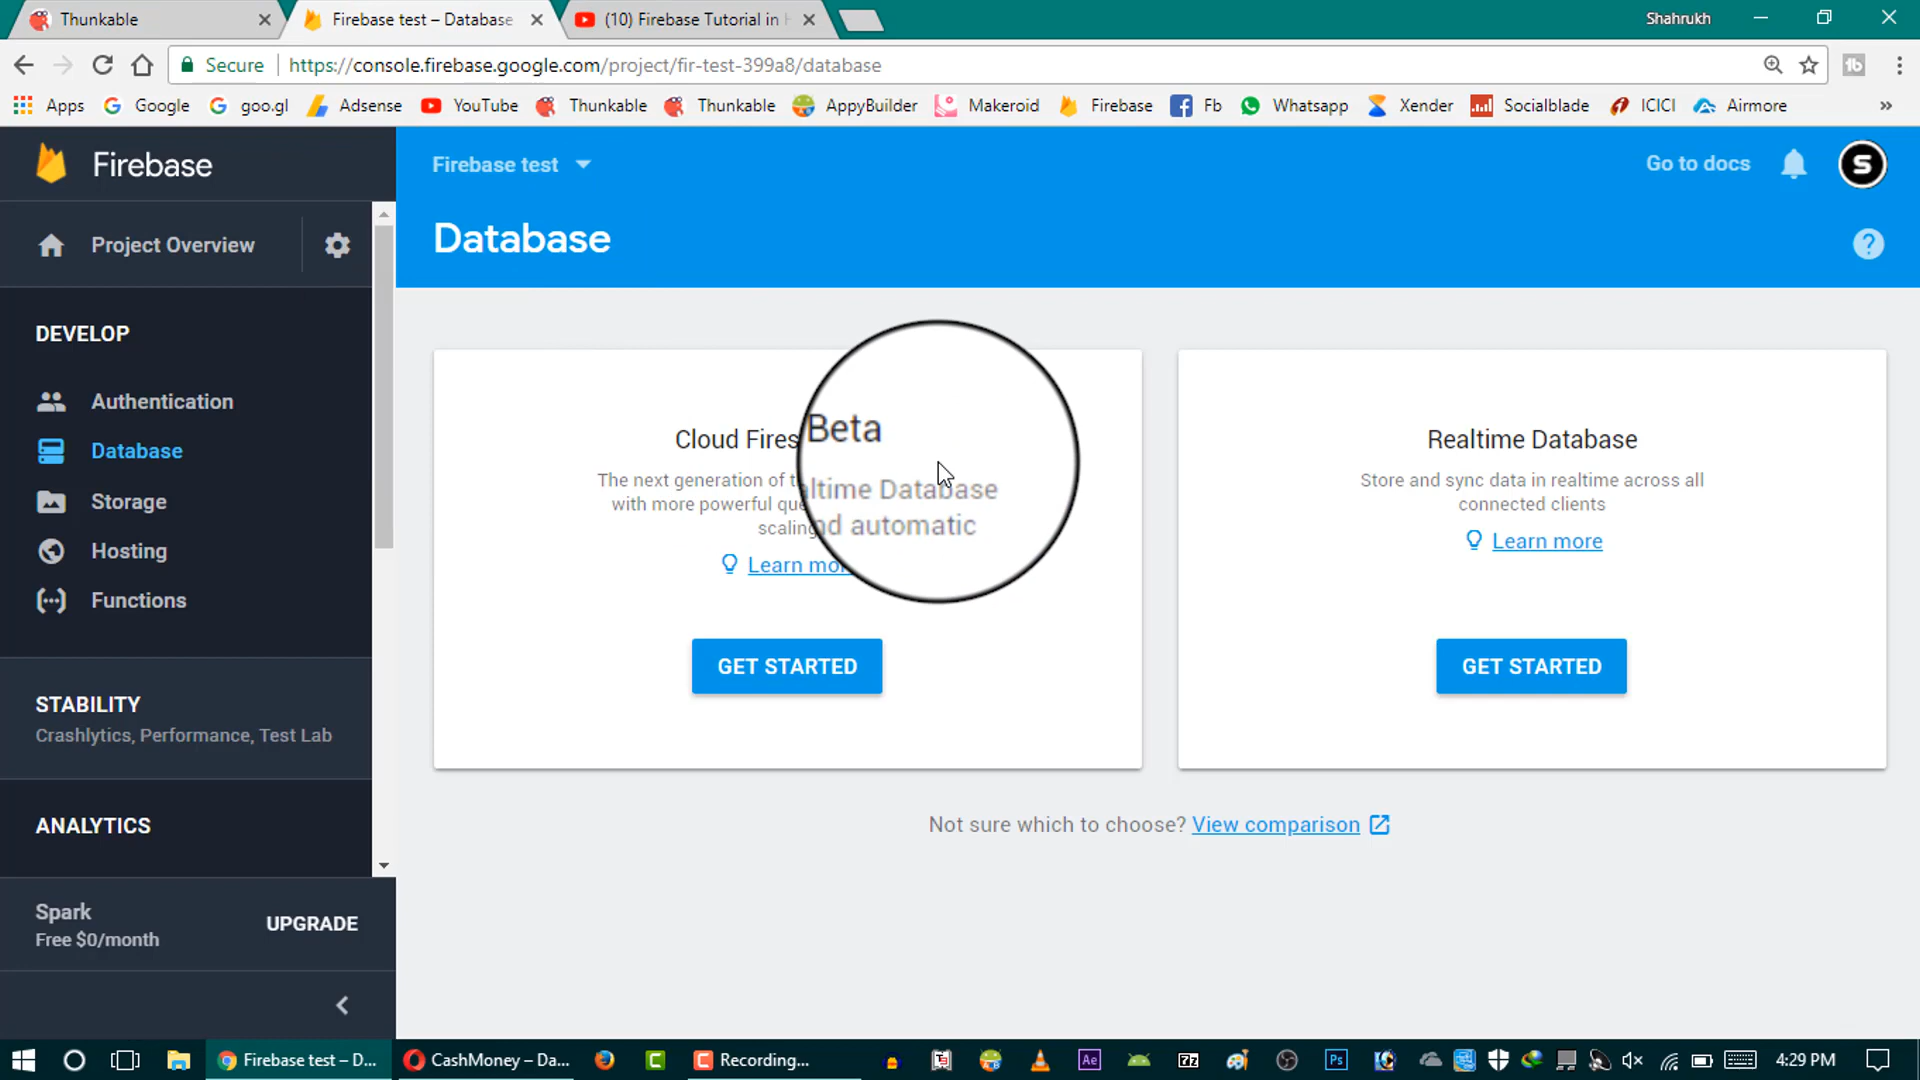 Thunkable
Firebase test – Database
(10) Firebase Tutorial in
Shahrukh
Secure
https://console.firebase.google.com/project/fir-test-399a8/database
Apps
Google
goo.gl
Adsense
YouTube
Thunkable
Thunkable
AppyBuilder
Makeroid
Firebase
Fb
Whatsapp
Xender
Socialblade
ICICI
Airmore
»
Firebase
Firebase test
Go to docs
S
Project Overview
Database
?
DEVELOP
Authentication
Database
Storage
Hosting
Functions
Cloud Fires
Beta
The next generation of t
ltime Database
with more powerful que
nd automatic
scaling
Learn mor
GET STARTED
Realtime Database
Store and sync data in realtime across all
connected clients
Learn more
GET STARTED
STABILITY
Crashlytics, Performance, Test Lab
ANALYTICS
Not sure which to choose? View comparison
Spark
Free $0/month
UPGRADE
Firebase test – D...
CashMoney – Da...
Recording...
Ae
Ps
4:29 PM